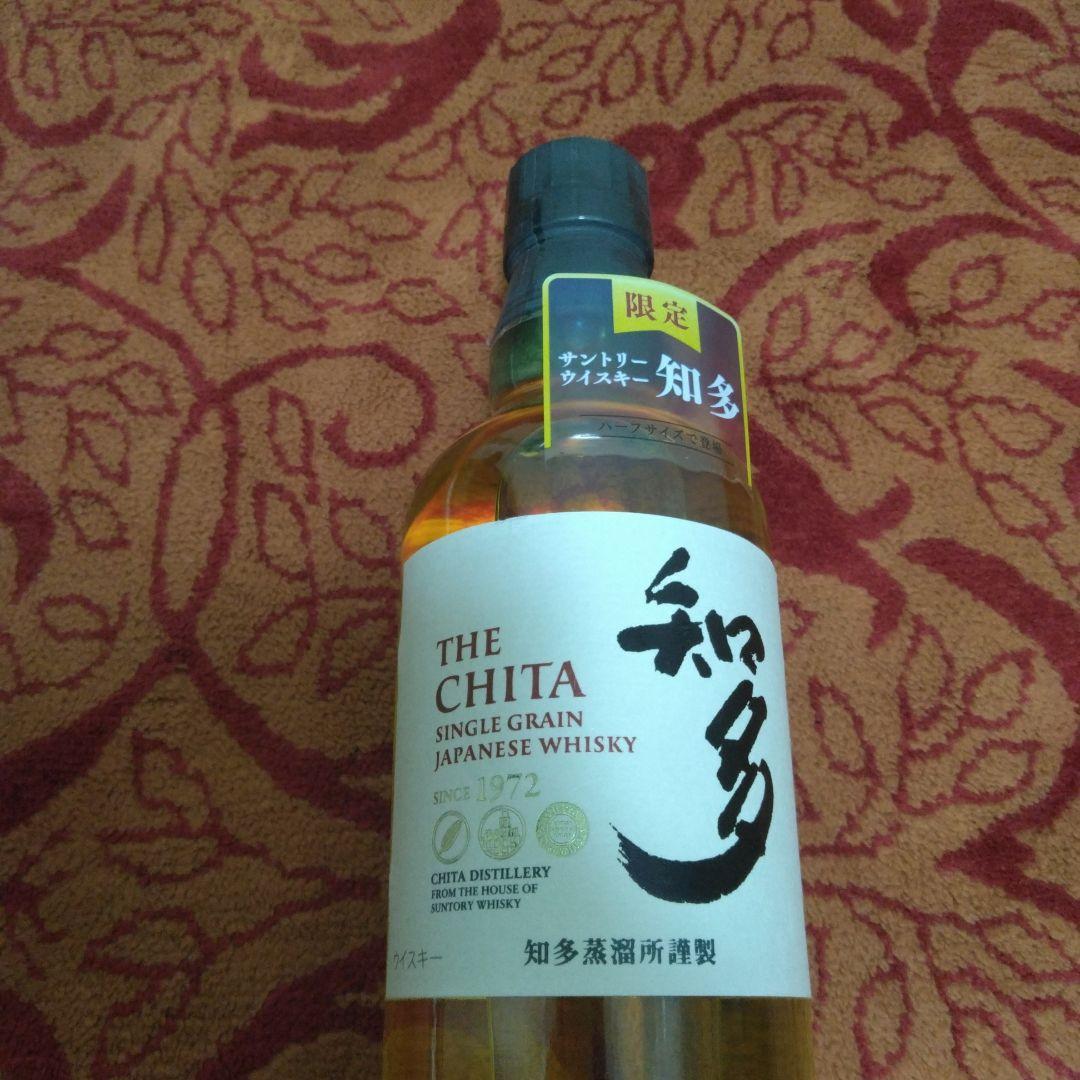 限定
サントリー
ウイスキー 知多
ハーフサイズで登場
知多
THE
CHITA
SINGLE GRAIN
JAPANESE WHISKY
SINCE 1972
CHITA DISTILLERY
FROM THE HOUSE OF
SUNTORY WHISKY
ウイスキー
知多蒸溜所謹製